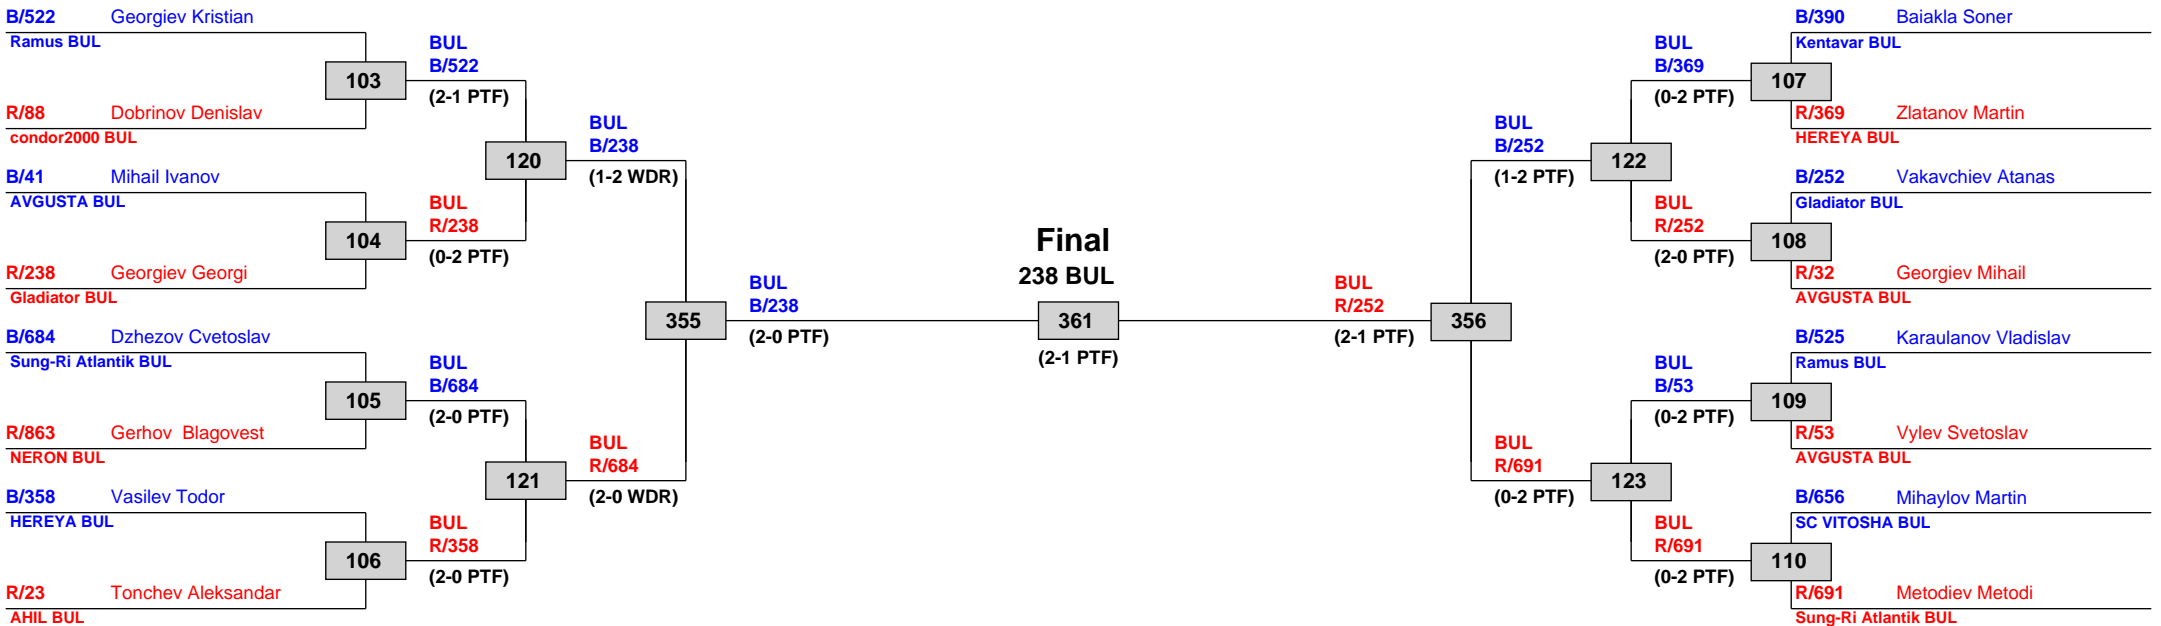 B/522 Georgiev Kristian
Ramus BUL
103
R/88 Dobrinov Denislav
condor2000 BUL
B/41 Mihail Ivanov
AVGUSTA BUL
104
R/238 Georgiev Georgi
Gladiator BUL
B/684 Dzhezov Cvetoslav
Sung-Ri Atlantik BUL
105
R/863 Gerhov Blagovest
NERON BUL
B/358 Vasilev Todor
HEREYA BUL
106
R/23 Tonchev Aleksandar
AHIL BUL
BUL
B/522
(2-1 PTF)
120
BUL
R/238
(0-2 PTF)
BUL
B/684
(2-0 PTF)
121
BUL
R/358
(2-0 PTF)
BUL
B/238
(1-2 WDR)
355
BUL
R/684
(2-0 WDR)
BUL
B/238
(2-0 PTF)
Final
238 BUL
361
(2-1 PTF)
BUL
R/252
(2-1 PTF)
356
BUL
B/252
(1-2 PTF)
BUL
R/691
(0-2 PTF)
122
123
BUL
B/369
(0-2 PTF)
BUL
R/252
(2-0 PTF)
BUL
B/53
(0-2 PTF)
BUL
R/691
(0-2 PTF)
B/390 Baiakla Soner
Kentavar BUL
107
R/369 Zlatanov Martin
HEREYA BUL
B/252 Vakavchiev Atanas
Gladiator BUL
108
R/32 Georgiev Mihail
AVGUSTA BUL
B/525 Karaulanov Vladislav
Ramus BUL
109
R/53 Vylev Svetoslav
AVGUSTA BUL
B/656 Mihaylov Martin
SC VITOSHA BUL
110
R/691 Metodiev Metodi
Sung-Ri Atlantik BUL